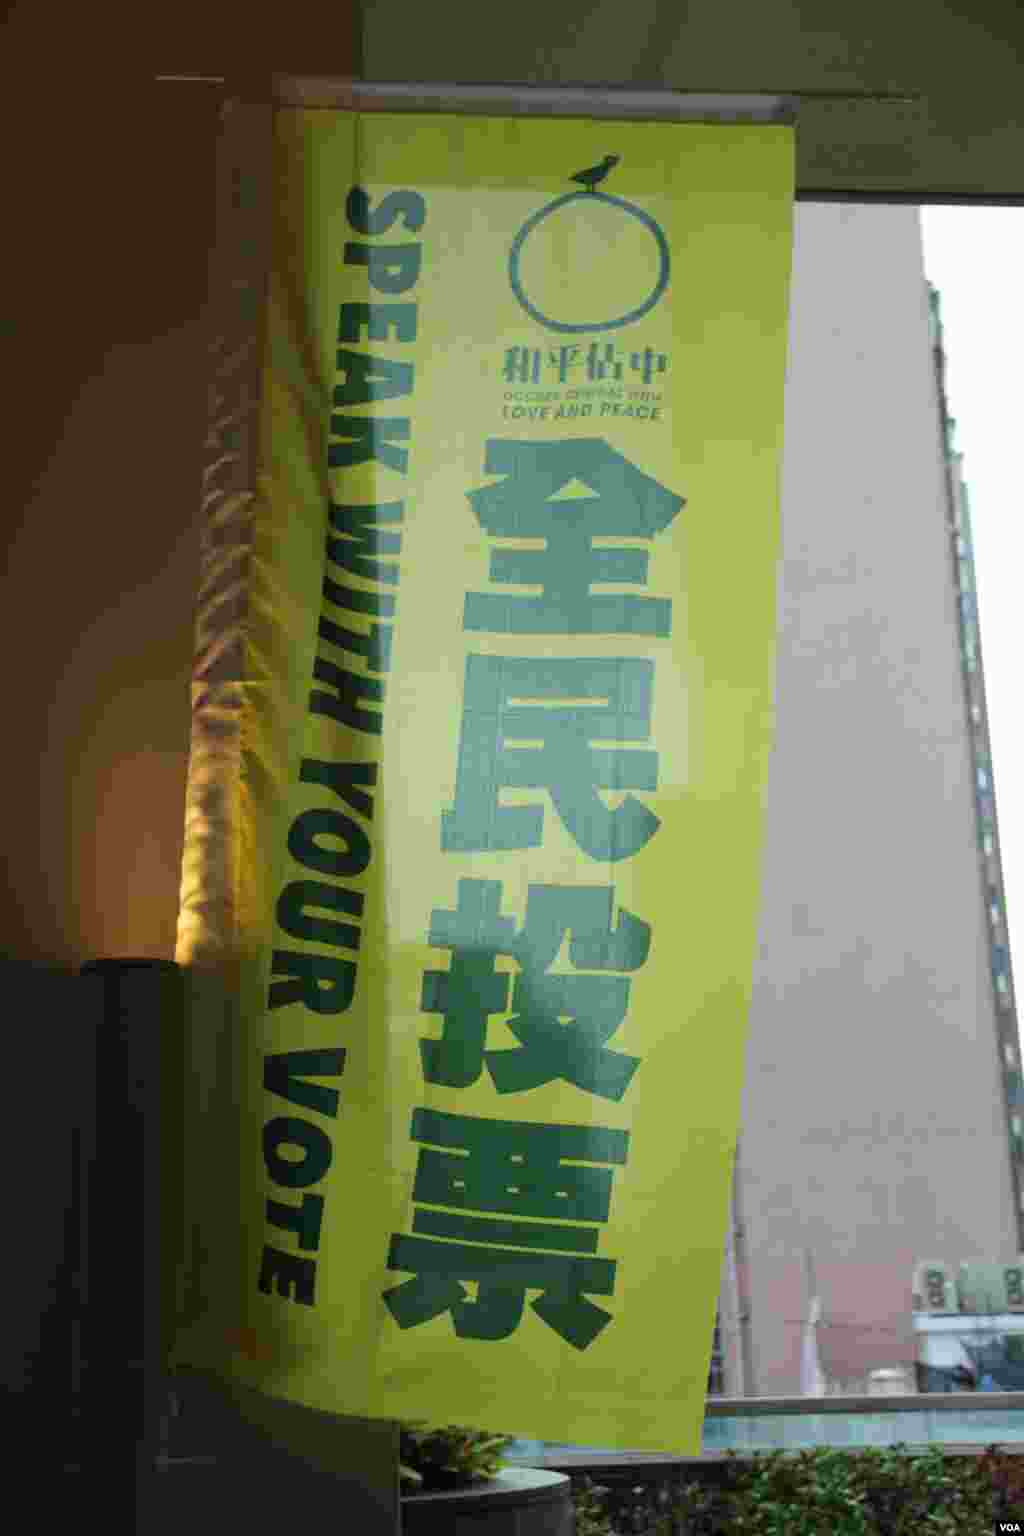 和平佔中
OCCUPY CENTRAL WITH
LOVE AND PEACE
全民投票
SPEAK WITH YOUR VOTE
VOA